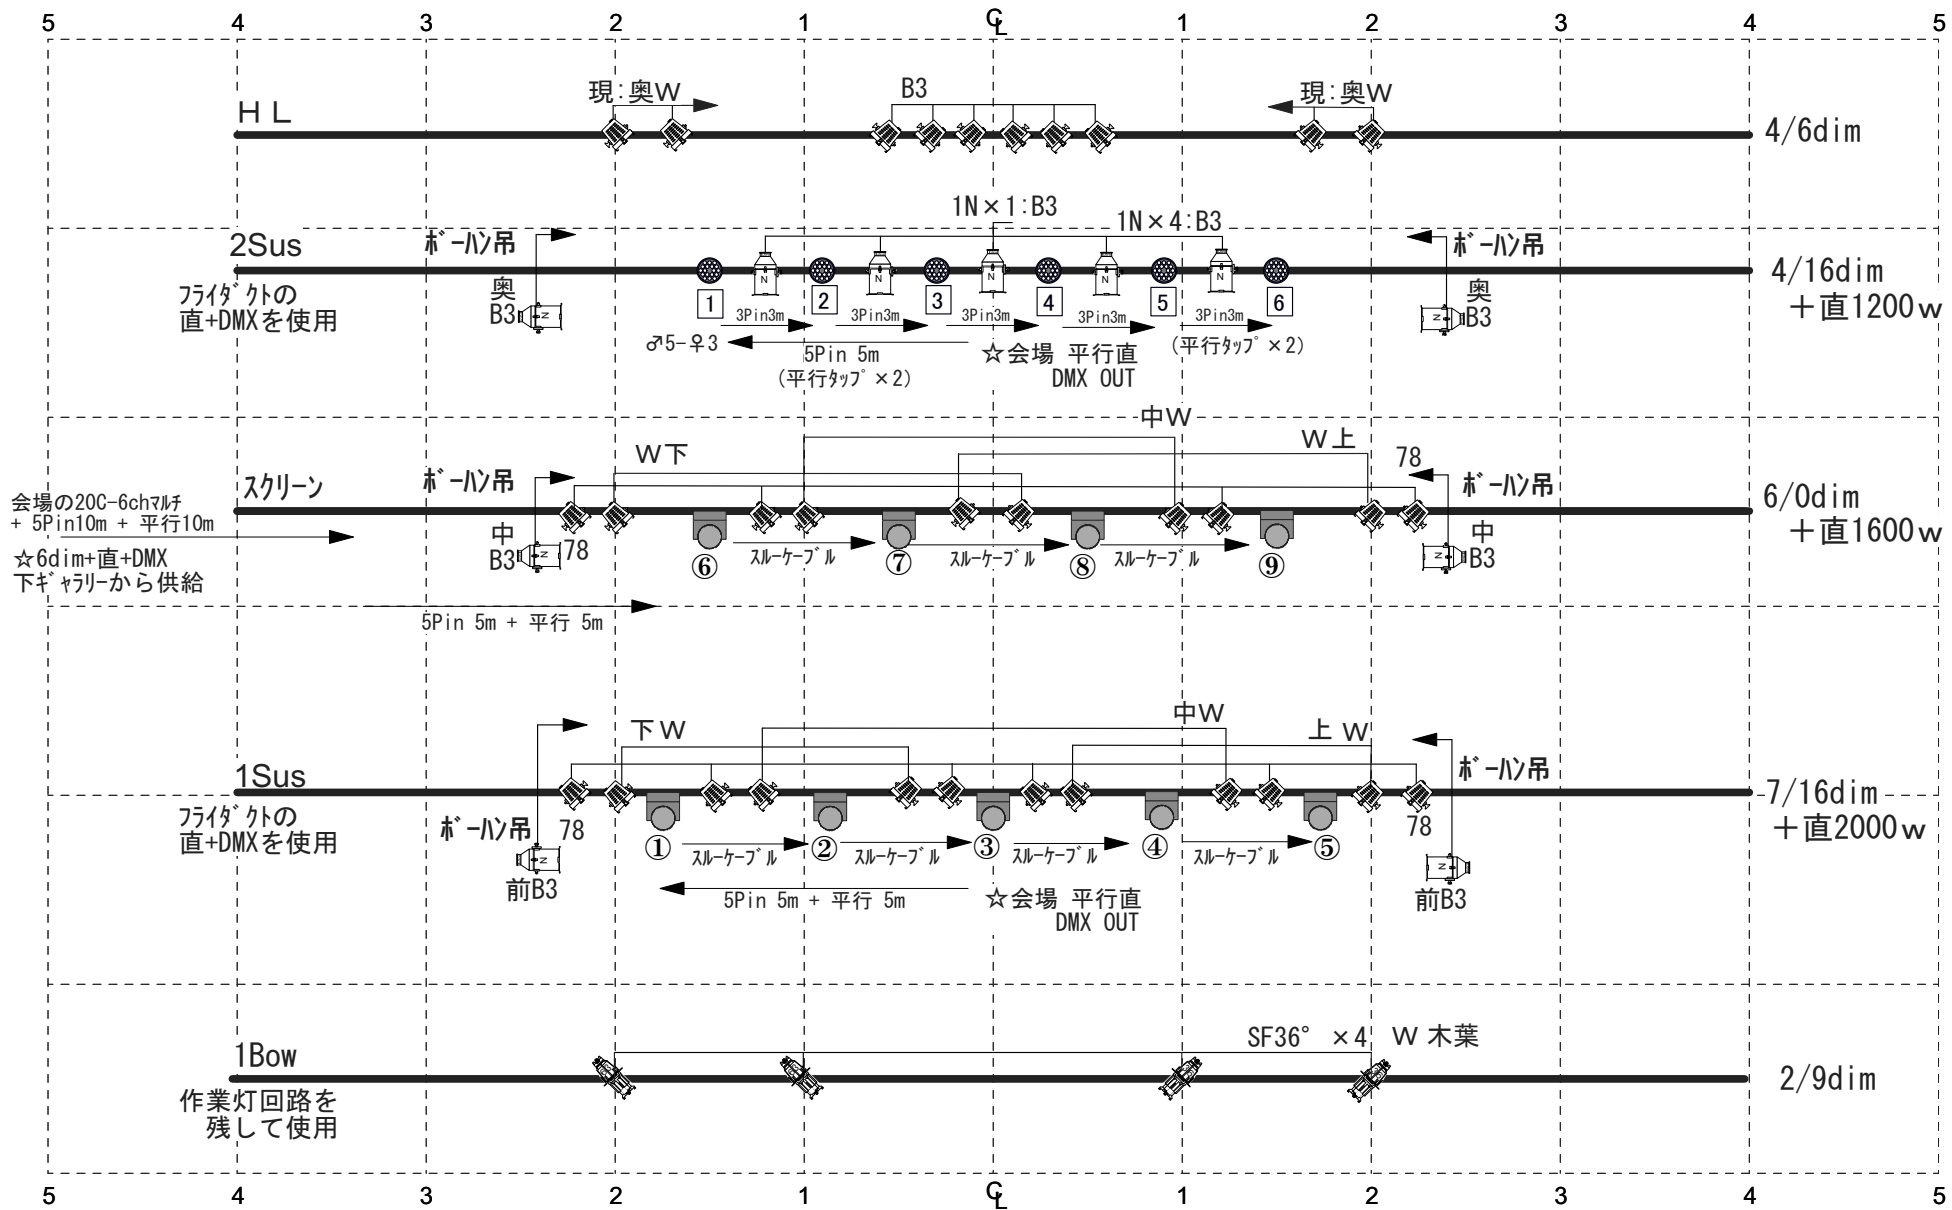 5 4 3 2 1 ℄ 1 2 3 4 5
現:奥W
B3
現:奥W
HL
4/6dim
1N×1:B3
1N×4:B3
2Sus
ﾎﾞｰﾊﾝ吊
ﾎﾞｰﾊﾝ吊
4/16dim
+直1200w
ﾌﾗｲﾀﾞｸﾄの
直+DMXを使用
奥
B3
N
N
N
N
N
N
奥
B3
N
1
2
3
4
5
6
3Pin3m
3Pin3m
3Pin3m
3Pin3m
3Pin3m
♂5-♀3
5Pin 5m
(平行ﾀｯﾌﾟ×2)
☆会場 平行直
DMX OUT
(平行ﾀｯﾌﾟ×2)
中W
W下
W上
78
スクリーン
ﾎﾞｰﾊﾝ吊
ﾎﾞｰﾊﾝ吊
6/0dim
+直1600w
会場の20C-6chﾏﾙﾁ
+ 5Pin10m + 平行10m
☆6dim+直+DMX
下ｷﾞｬﾗﾘｰから供給
中
B3
N
78
⑥
ｽﾙｰｹｰﾌﾞﾙ
⑦
ｽﾙｰｹｰﾌﾞﾙ
⑧
ｽﾙｰｹｰﾌﾞﾙ
⑨
N
中
B3
5Pin 5m + 平行 5m
下W
中W
上W
1Sus
ﾎﾞｰﾊﾝ吊
7/16dim
+直2000w
ﾌﾗｲﾀﾞｸﾄの
直+DMXを使用
ﾎﾞｰﾊﾝ吊
78
78
①
ｽﾙｰｹｰﾌﾞﾙ
②
ｽﾙｰｹｰﾌﾞﾙ
③
ｽﾙｰｹｰﾌﾞﾙ
④
ｽﾙｰｹｰﾌﾞﾙ
⑤
N
前B3
N
前B3
5Pin 5m + 平行 5m
☆会場 平行直
DMX OUT
SF36° ×4 W 木葉
1Bow
2/9dim
作業灯回路を
残して使用
5 4 3 2 1 ℄ 1 2 3 4 5